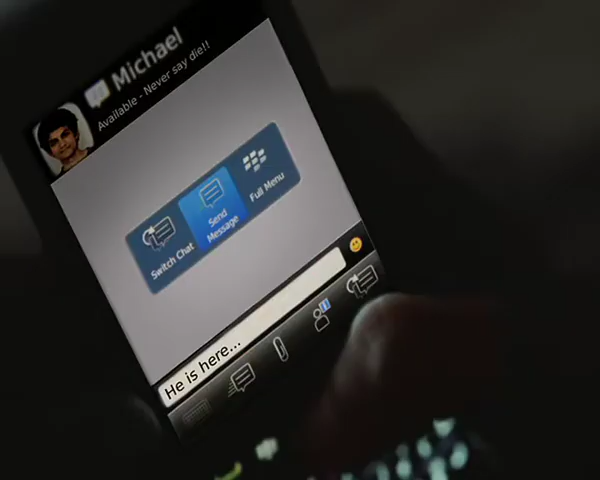 Michael
Available - Never say die!!
Switch Chat
Send
Message
Full Menu
He is here...